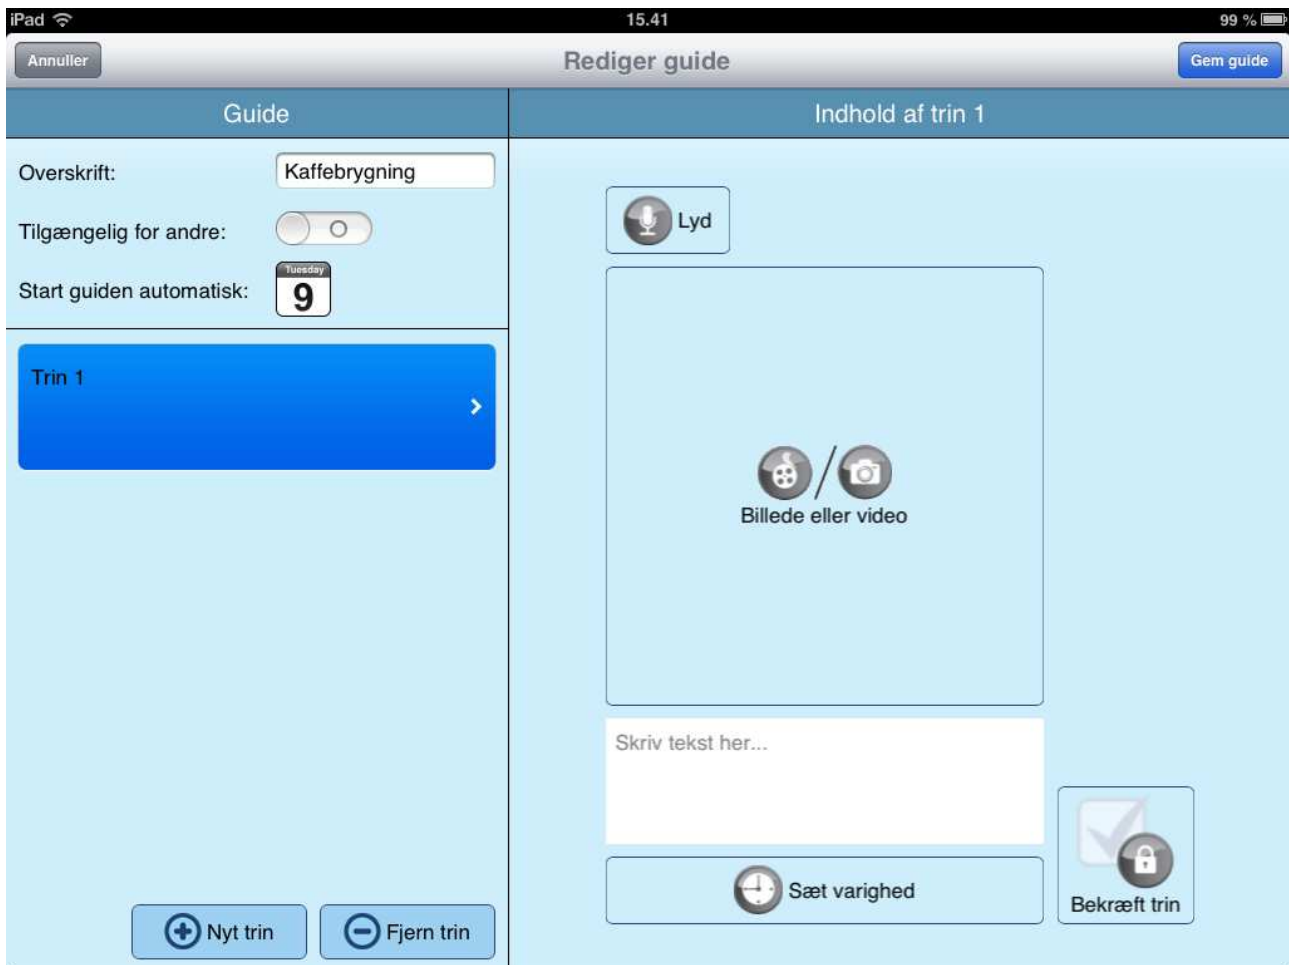 iPad 15.41 99 %
Annuller Rediger guide Gem guide
Guide
Overskrift: Kaffebrygning
Tilgængelig for andre:
Start guiden automatisk: Tuesday 9
Trin 1
Nyt trin Fjern trin
Indhold af trin 1
Lyd
Billede eller video
Skriv tekst her...
Sæt varighed
Bekræft trin